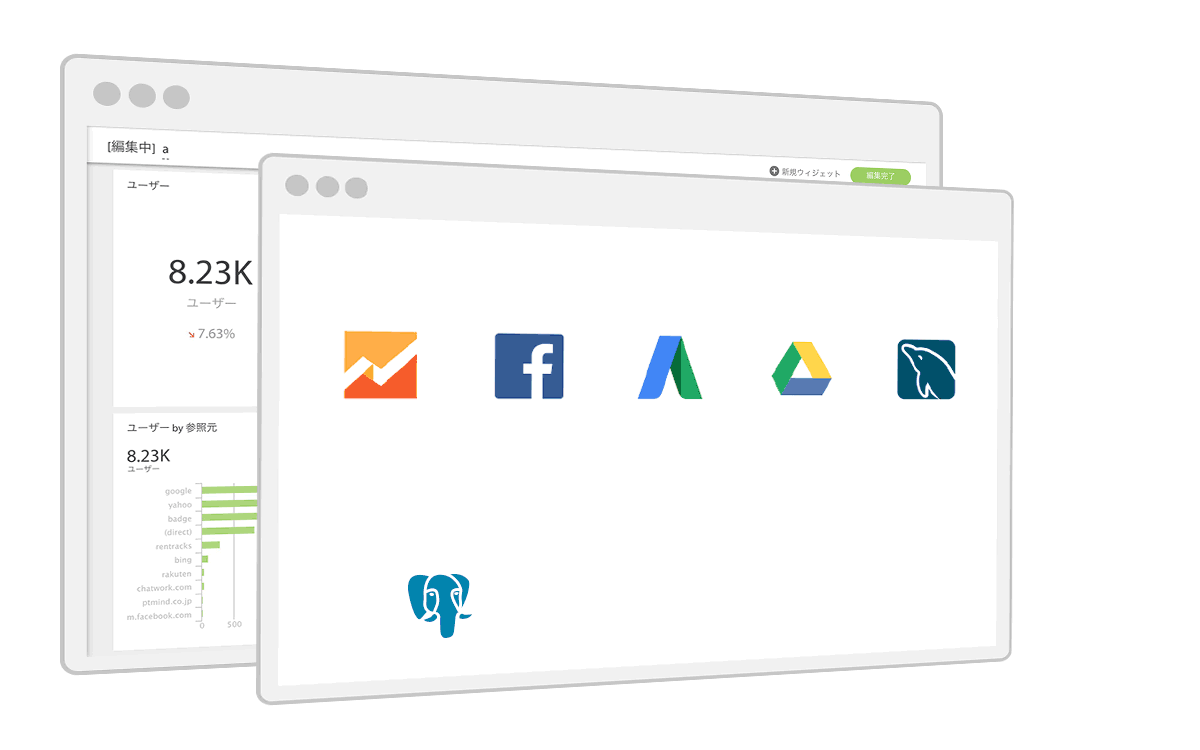 [編集中] a
新規ウィジェット
編集完了
ユーザー
8.23K
ユーザー
7.63%
ユーザー by 参照元
8.23K
ユーザー
google
yahoo
badge
(direct)
rentracks
bing
rakuten
chatwork.com
ptmind.co.jp
m.facebook.com
0 500